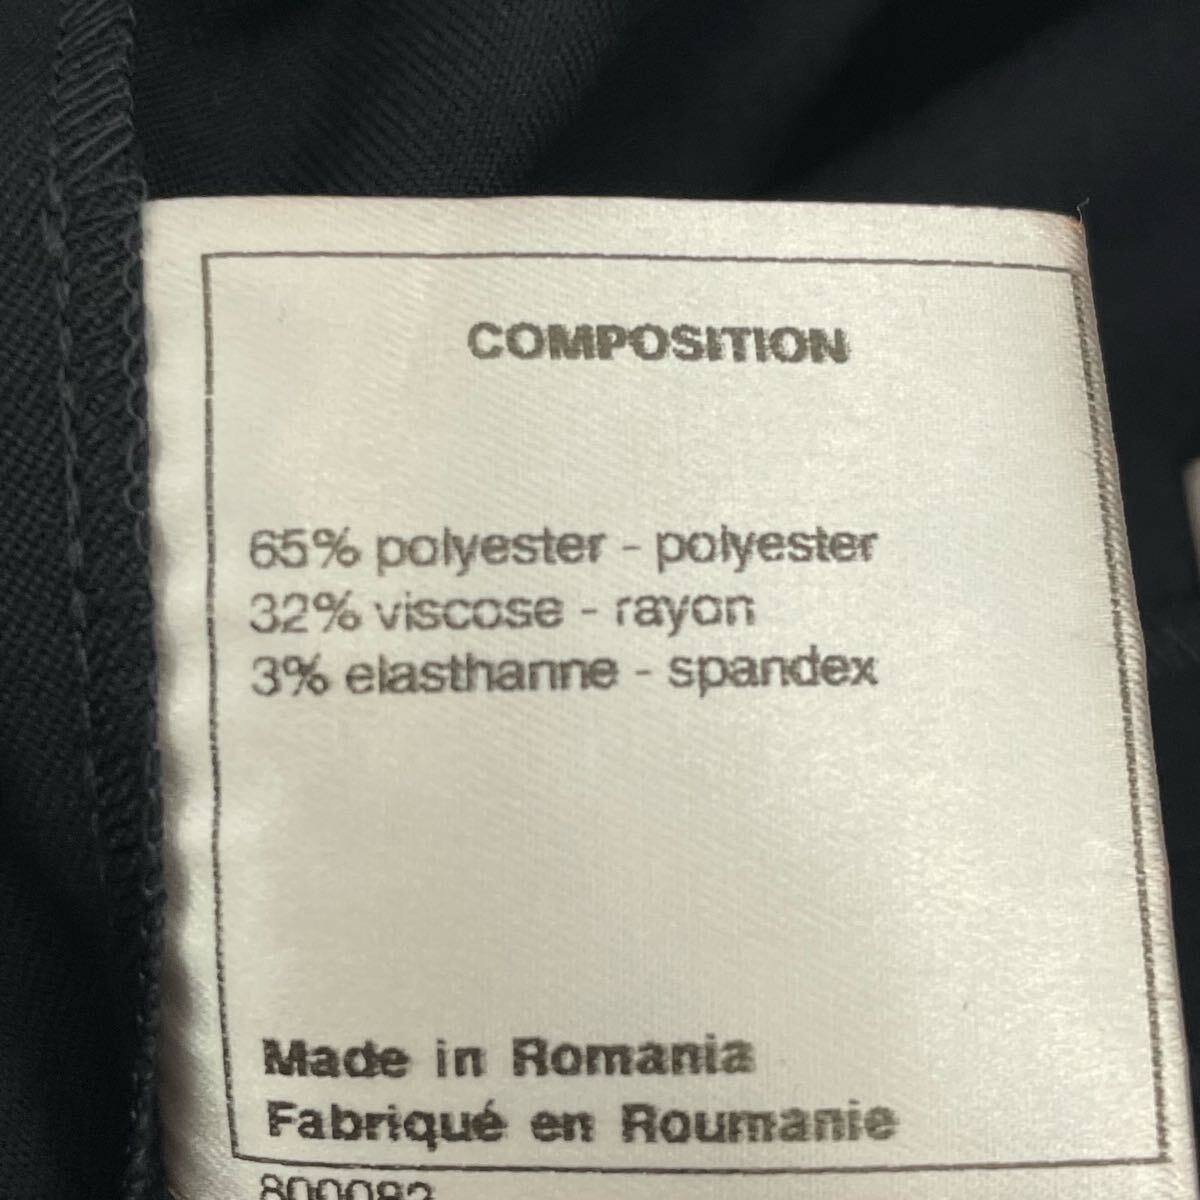 COMPOSITION
65% polyester - polyester
32% viscose - rayon
3% elasthanne - spandex
Made in Romania
Fabriqué en Roumanie